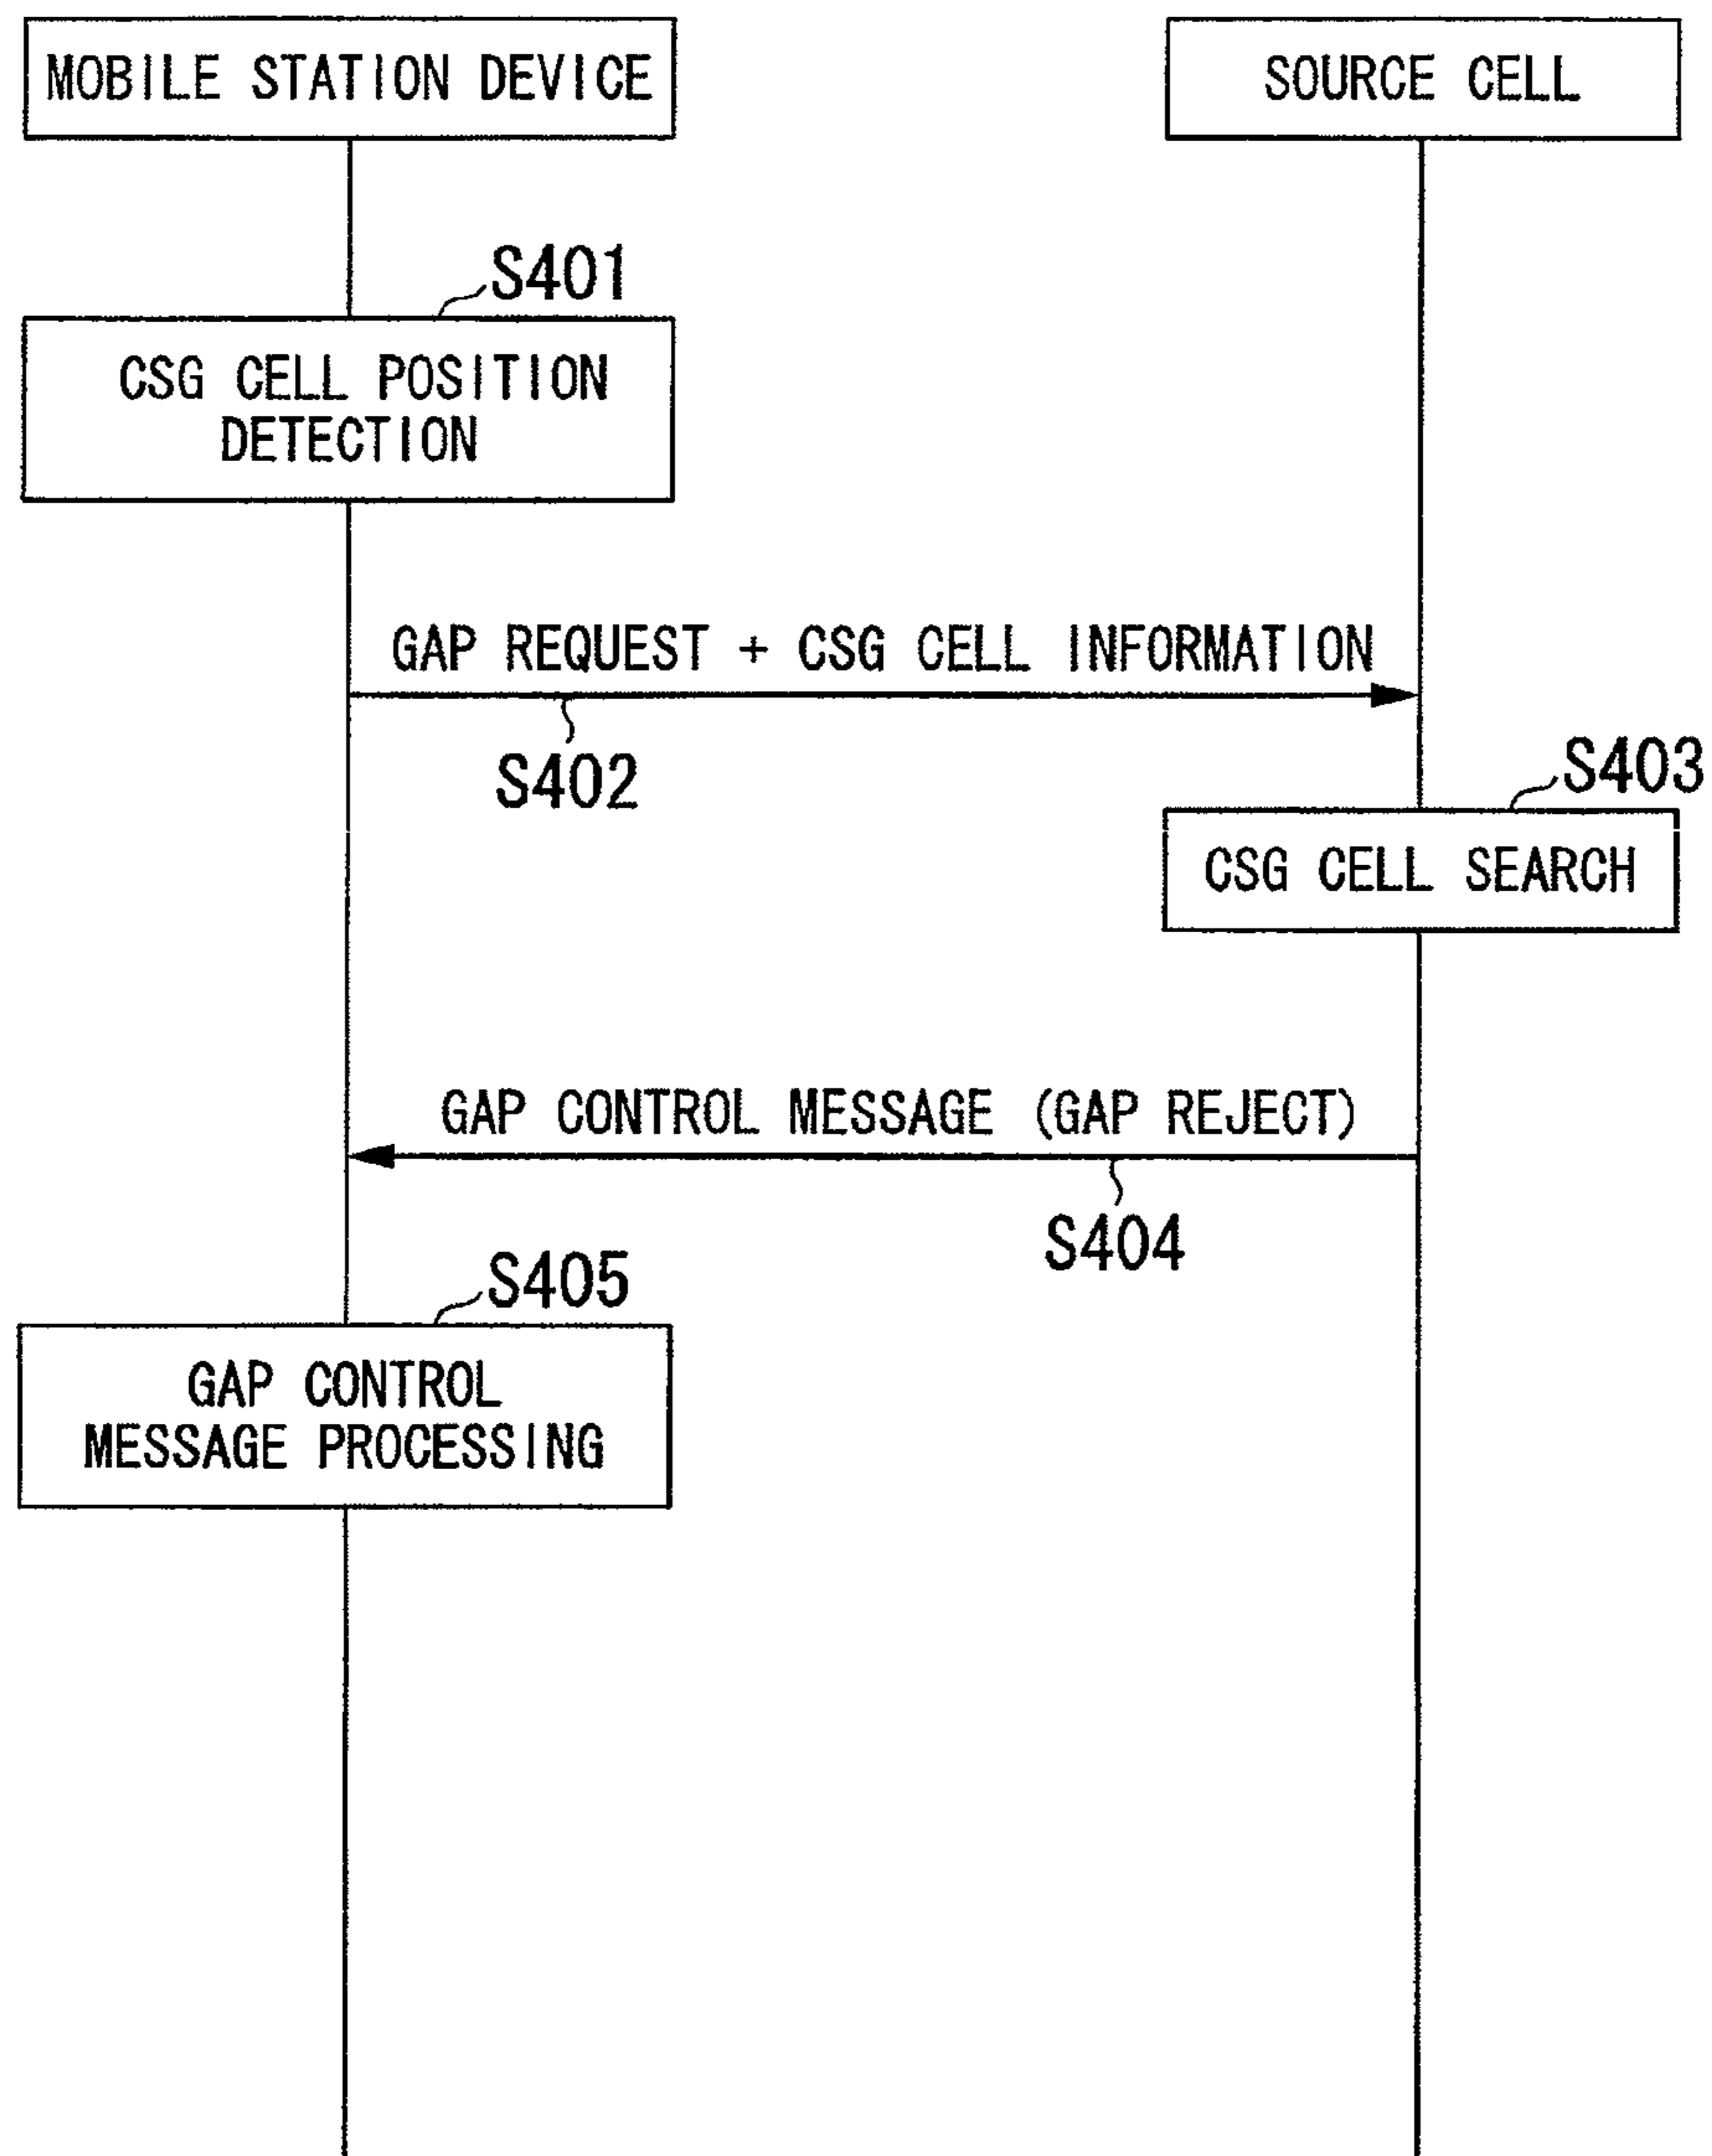 MOBILE STATION DEVICE
SOURCE CELL
S401
CSG CELL POSITION
DETECTION
GAP REQUEST + CSG CELL INFORMATION
S402
S403
CSG CELL SEARCH
GAP CONTROL MESSAGE (GAP REJECT)
S404
S405
GAP CONTROL
MESSAGE PROCESSING